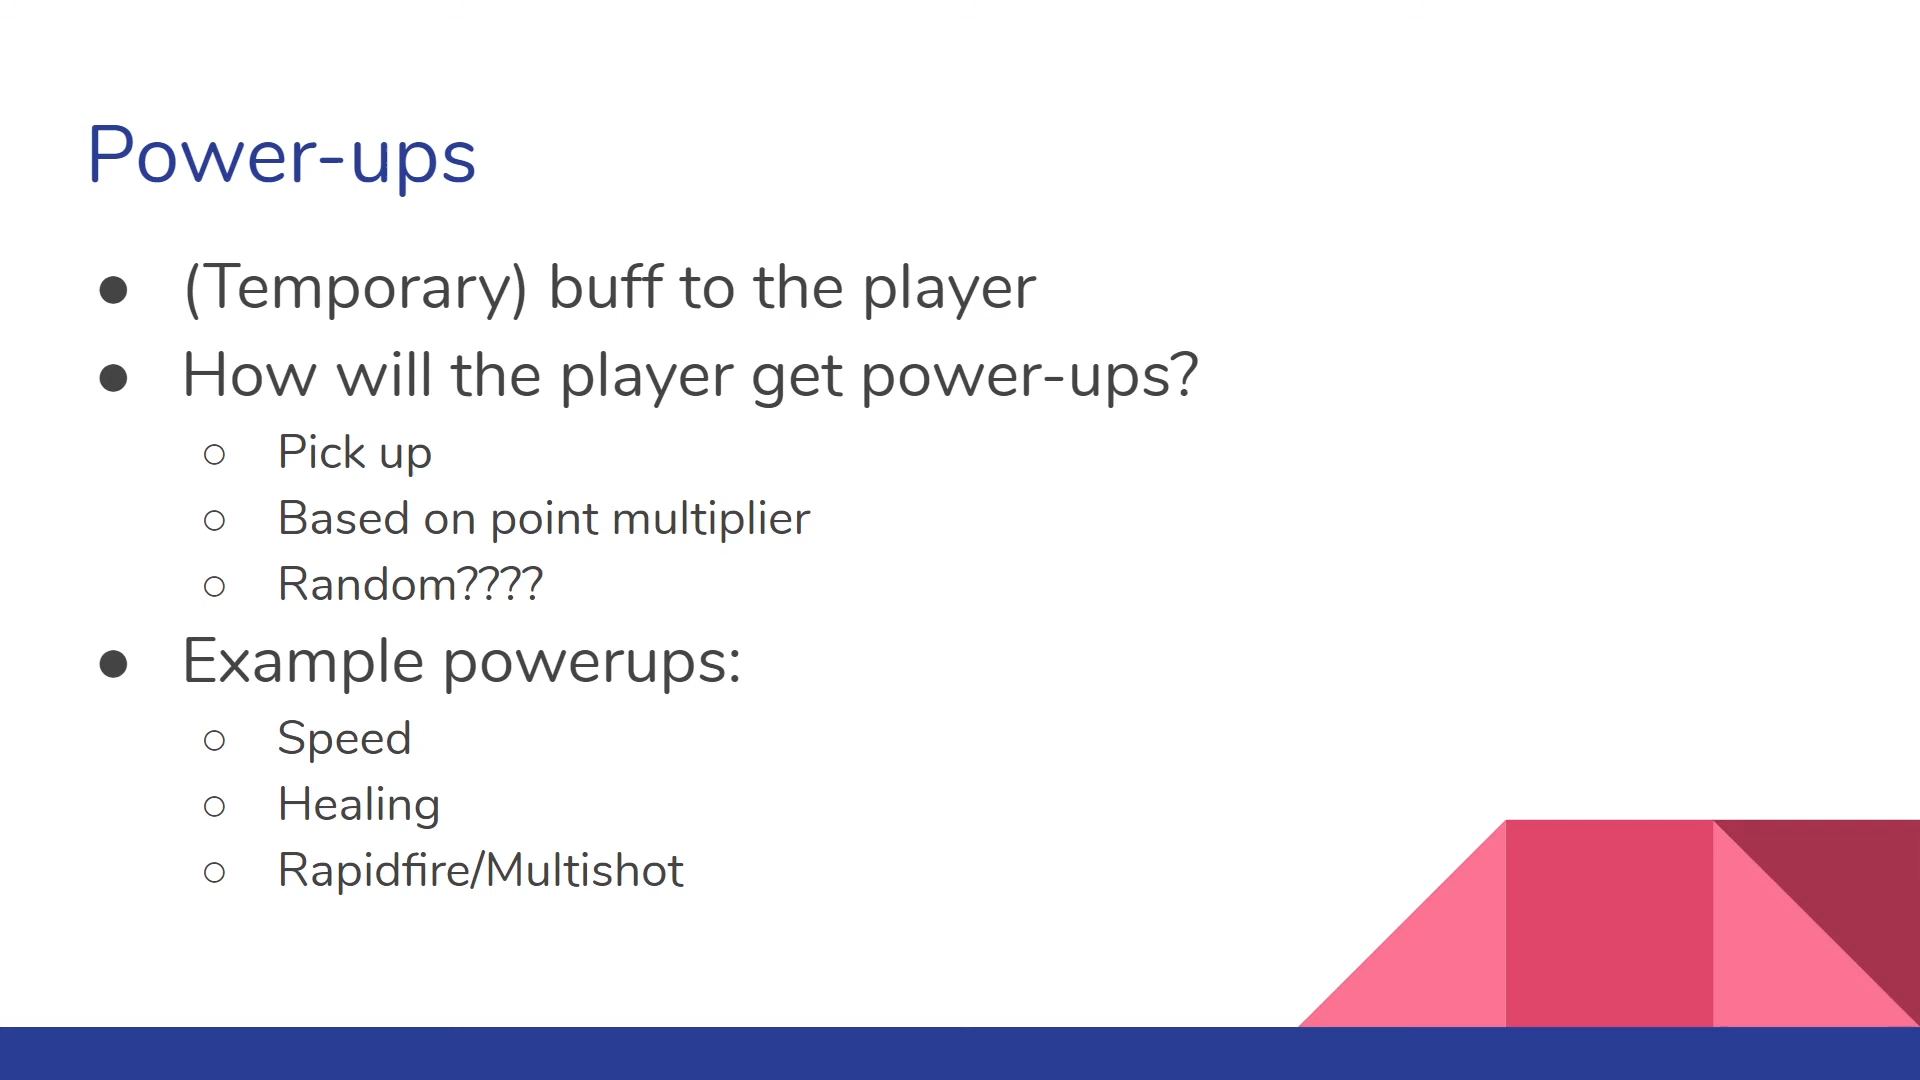 Power-ups
● (Temporary) buff to the player
● How will the player get power-ups?
○ Pick up
○ Based on point multiplier
○ Random????
● Example powerups:
○ Speed
○ Healing
○ Rapidfire/Multishot